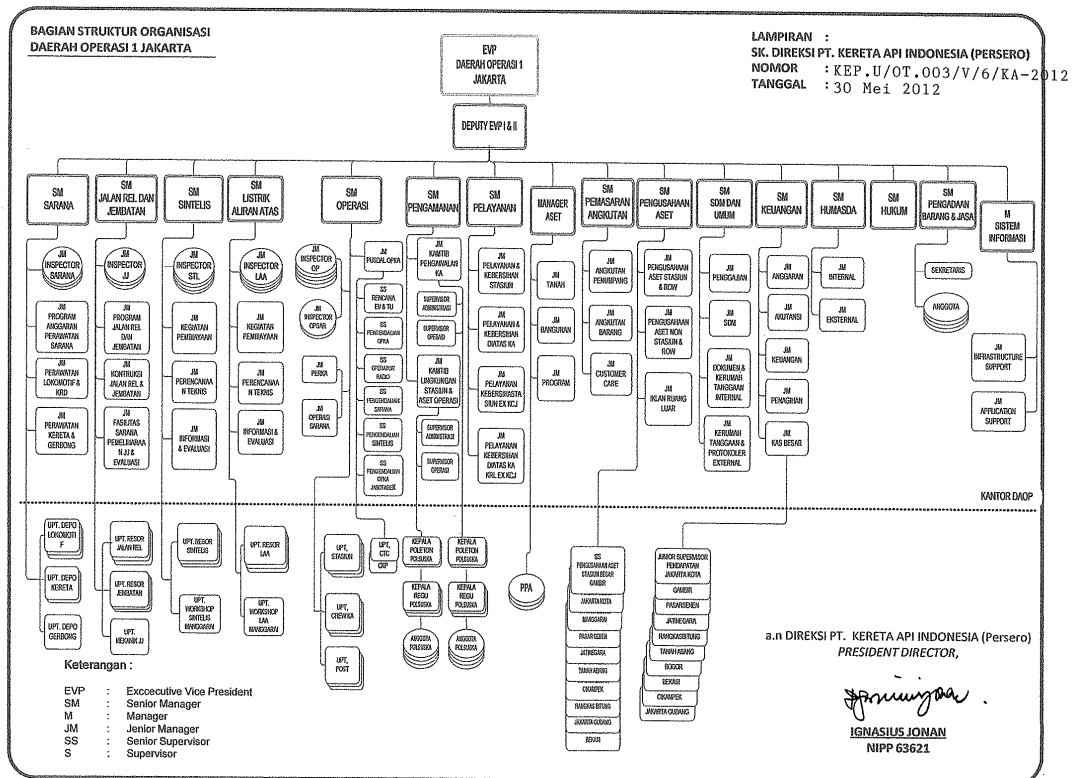 BAGIAN STRUKTUR ORGANISASI
DAERAH OPERASI 1 JAKARTA
LAMPIRAN :
SK. DIREKSI PT. KERETA API INDONESIA (PERSERO)
NOMOR : KEP.U/OT.003/V/6/KA-2012
TANGGAL : 30 Mei 2012
EVP
DAERAH OPERASI 1
JAKARTA
DEPUTY EVP I & II
SM
SARANA
SM
JALAN REL DAN
JEMBATAN
SM
SINTELIS
SM
LISTRIK
ALIRAN ATAS
SM
OPERASI
SM
PENGAMANAN
SM
PELAYANAN
MANAGER
ASET
SM
PEMASARAN
ANGKUTAN
SM
PENGUSAHAAN
ASET
SM
SDM DAN
UMUM
SM
KEUANGAN
SM
HUMASDA
SM
HUKUM
SM
PENGADAAN
BARANG & JASA
M
SISTEM
INFORMASI
JM
INSPECTOR
SARANA
JM
PROGRAM
ANGGARAN
PERAWATAN
SARANA
JM
PERAWATAN
LOKOMOTIF &
KRD
JM
PERAWATAN
KERETA &
GERBONG
JM
INSPECTOR
JJ
JM
PROGRAM
JALAN REL
DAN
JEMBATAN
JM
KONTRUKSI
JALAN REL &
JEMBATAN
JM
FASILITAS
SARANA
PEMELIHARAA
N JJ &
EVALUASI
JM
INSPECTOR
STL
JM
KEGIATAN
PEMBIAYAAN
JM
PERENCANAA
N TEKNIS
JM
INFORMASI
& EVALUASI
JM
INSPECTOR
LAA
JM
KEGIATAN
PEMBIAYAAN
JM
PERENCANAA
N TEKNIS
JM
INFORMASI &
EVALUASI
JM
INSPECTOR
OP
JM
INSPECTOR
OPSAR
JM
PERKA
JM
OPERASI
SARANA
JM
PUSDAL OPKA
SS
RENCANA
EV & TU
SS
PENGENDALIAN
OPKA
SS
OPERATOR
RADIO
SS
PENGENDALIAN
SARANA
SS
PENGENDALIAN
SINTELIS
SS
PENGENDALIAN
OPKA
JABOTABEK
JM
KAMTIB
PENGAWALAN
KA
SUPERVISOR
ADMINISTRASI
SUPERVISOR
OPERASI
JM
KAMTIB
LINGKUNGAN
STASIUN &
ASET OPERASI
SUPERVISOR
ADMINISTRASI
SUPERVISOR
OPERASI
JM
PELAYANAN &
KEBERSIHAN
STASIUN
JM
PELAYANAN &
KEBERSIHAN
DIATAS KA
JM
PELAYANAN
KEBERSIHASTA
SIUN EX KCJ
JM
PELAYANAN
KEBERSIHAN
DIATAS KA
KRL EX KCJ
JM
TANAH
JM
BANGUNAN
JM
PROGRAM
JM
ANGKUTAN
PENUMPANG
JM
ANGKUTAN
BARANG
JM
CUSTOMER
CARE
JM
PENGUSAHAAN
ASET STASIUN
& ROW
JM
PENGUSAHAAN
ASET NON
STASIUN &
ROW
JM
IKLAN RUANG
LUAR
JM
PENGGAJIAN
JM
SDM
JM
DOKUMEN &
KERUMAH
TANGGAAN
INTERNAL
JM
KERUMAH
TANGGAAN &
PROTOKOLER
EXTERNAL
JM
ANGGARAN
JM
AKUTANSI
JM
KEUANGAN
JM
PENAGIHAN
JM
KAS BESAR
JM
INTERNAL
JM
EKSTERNAL
SEKRETARIS
ANGGOTA
JM
INFRASTRUCTURE
SUPPORT
JM
APPLICATION
SUPPORT
KANTOR DAOP
UPT. DEPO
LOKOMOTI
F
UPT. DEPO
KERETA
UPT. DEPO
GERBONG
UPT. RESOR
JALAN REL
UPT. RESOR
JEMBATAN
UPT.
MEKANIK JJ
UPT. RESOR
SINTELIS
UPT.
WORKSHOP
SINTELIS
MANGGARAI
UPT. RESOR
LAA
UPT.
WORKSHOP
LAA
MANGGARAI
UPT,
STASIUN
UPT,
CREWKA
UPT,
POST
UPT,
CTC
KEPALA
POLETON
POLSUSKA
KEPALA
REGU
POLSUSKA
ANGGOTA
POLSUSKA
KEPALA
POLETON
POLSUSKA
KEPALA
REGU
POLSUSKA
ANGGOTA
POLSUSKA
PPA
SS
PENGUSAHAAN ASET
STASIUN BESAR
GAMBIR
JAKARTA KOTA
MANGGARAI
PASAR SENEN
JATINEGARA
TANAH ABANG
CIKAMPEK
RANGKAS BITUNG
JAKARTA GUDANG
BEKASI
JUNIOR SUPERVISOR
PENDAPATAN
JAKARTA KOTA
GAMBIR
PASARSENEN
JATINEGARA
RANGKASBITUNG
TANAH ABANG
BOGOR
BEKASI
CIKAMPEK
JAKARTA GUDANG
Keterangan :
EVP : Exccecutive Vice President
SM : Senior Manager
M : Manager
JM : Jenior Manager
SS : Senior Supervisor
S : Supervisor
a.n DIREKSI PT. KERETA API INDONESIA (Persero)
PRESIDENT DIRECTOR,
IGNASIUS JONAN
NIPP 63621